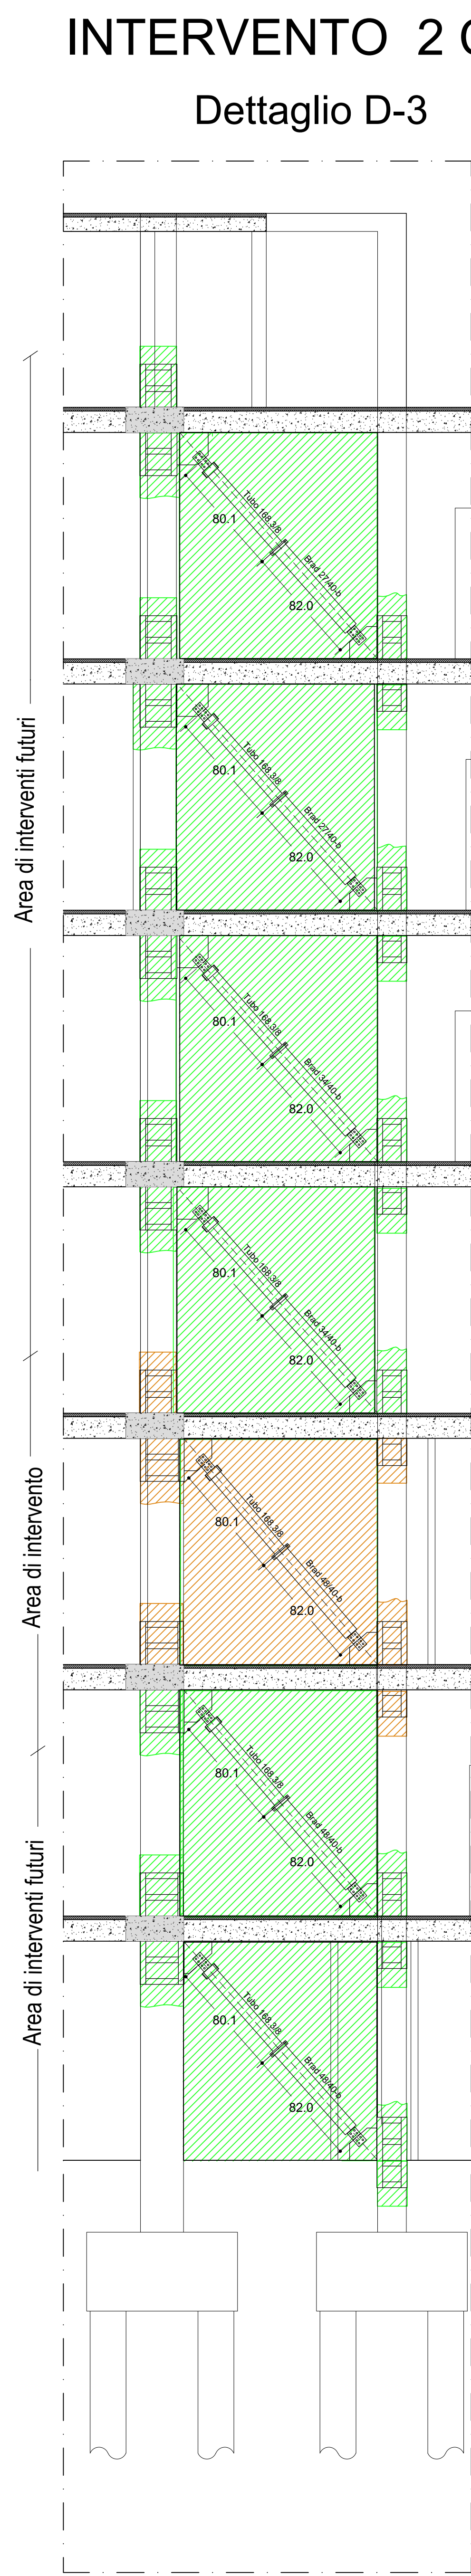 INTERVENTO 2
Dettaglio D-3
Tubo 168.3/8
80.1
Brad 27/40-b
82.0
Tubo 168.3/8
80.1
Brad 27/40-b
82.0
Area di interventi futuri
Tubo 168.3/8
80.1
Brad 34/40-b
82.0
Tubo 168.3/8
80.1
Brad 34/40-b
82.0
Area di intervento
Tubo 168.3/8
80.1
Brad 48/40-b
82.0
Tubo 168.3/8
80.1
Brad 48/40-b
82.0
Area di interventi futuri
Tubo 168.3/8
80.1
Brad 48/40-b
82.0